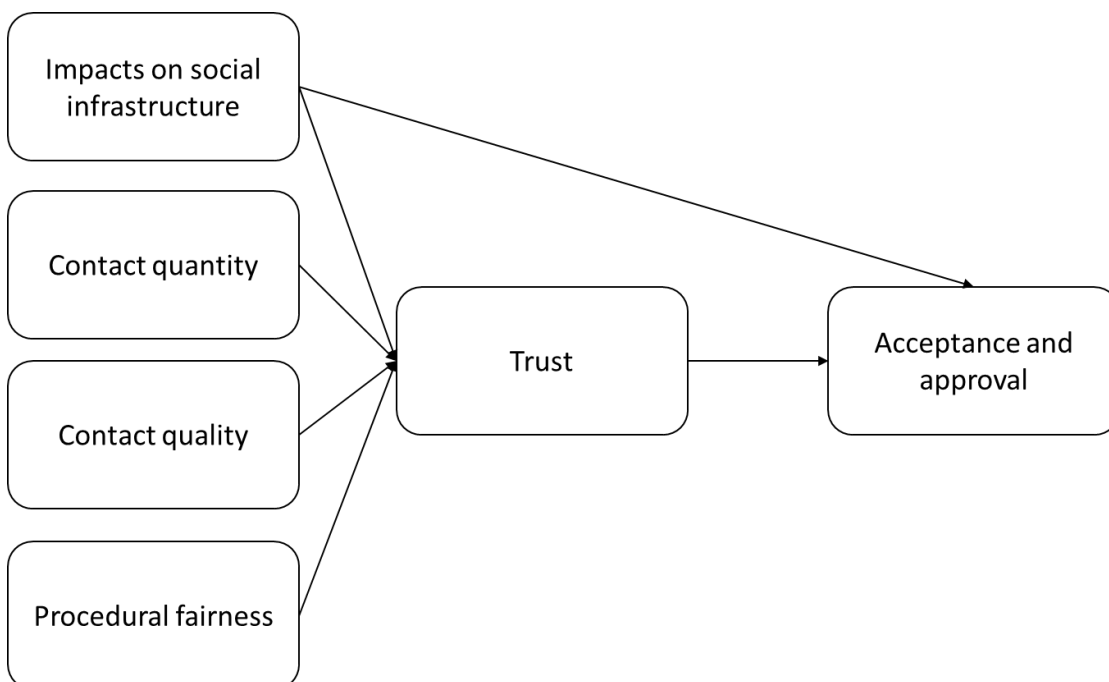 Impacts on social
infrastructure
Contact quantity
Contact quality
Trust
Acceptance and
approval
Procedural fairness